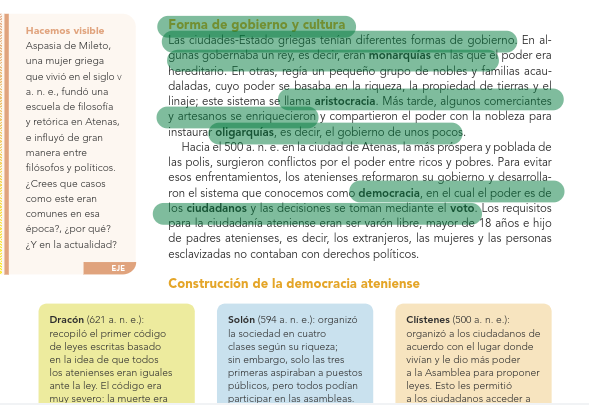 Hacemos visible
Aspasia de Mileto,
una mujer griega
que vivió en el siglo V
a. n. e., fundó una
escuela de filosofía
y retórica en Atenas,
e influyó de gran
manera entre
filósofos y políticos.
¿Crees que casos
como este eran
comunes en esa
época?, ¿por qué?
¿Y en la actualidad?
EJE
Forma de gobierno y cultura
Las ciudades-Estado griegas tenían diferentes formas de gobierno. En al-
gunas gobernaba un rey, es decir, eran monarquías en las que el poder era
hereditario. En otras, regía un pequeño grupo de nobles y familias acau-
daladas, cuyo poder se basaba en la riqueza, la propiedad de tierras y el
linaje; este sistema se llama aristocracia. Más tarde, algunos comerciantes
y artesanos se enriquecieron y compartieron el poder con la nobleza para
instaurar oligarquías, es decir, el gobierno de unos pocos.
Hacia el 500 a. n. e. en la ciudad de Atenas, la más próspera y poblada de
las polis, surgieron conflictos por el poder entre ricos y pobres. Para evitar
esos enfrentamientos, los atenienses reformaron su gobierno y desarrolla-
ron el sistema que conocemos como democracia, en el cual el poder es de
los ciudadanos y las decisiones se toman mediante el voto. Los requisitos
para la ciudadanía ateniense eran ser varón libre, mayor de 18 años e hijo
de padres atenienses, es decir, los extranjeros, las mujeres y las personas
esclavizadas no contaban con derechos políticos.
Construcción de la democracia ateniense
Dracón (621 a. n. e.):
recopiló el primer código
de leyes escritas basado
en la idea de que todos
los atenienses eran iguales
ante la ley. El código era
muy severo: la muerte era
Solón (594 a. n. e.): organizó
la sociedad en cuatro
clases según su riqueza;
sin embargo, solo las tres
primeras aspiraban a puestos
públicos, pero todos podían
participar en las asambleas.
Clístenes (500 a. n. e.):
organizó a los ciudadanos de
acuerdo con el lugar donde
vivían y le dio más poder
a la Asamblea para proponer
leyes. Esto les permitió
a los ciudadanos acceder a